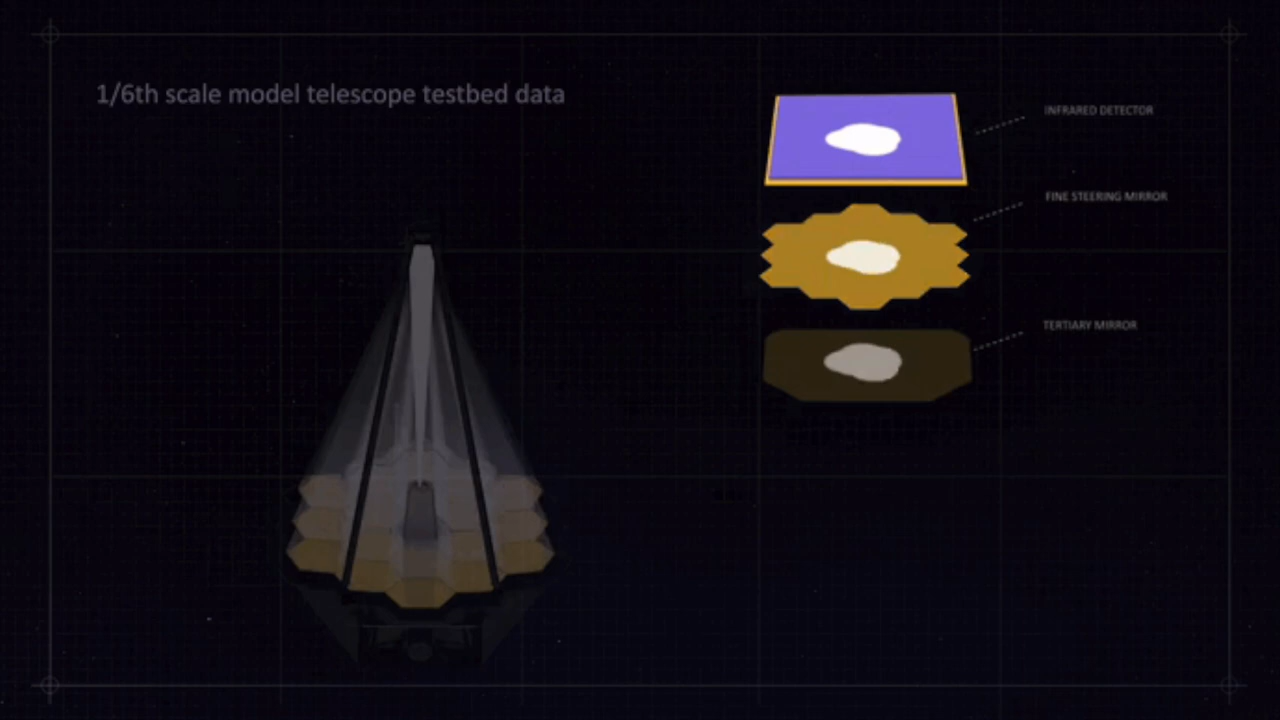 1/6th scale model telescope testbed data
INFRARED DETECTOR
FINE STEERING MIRROR
TERTIARY MIRROR